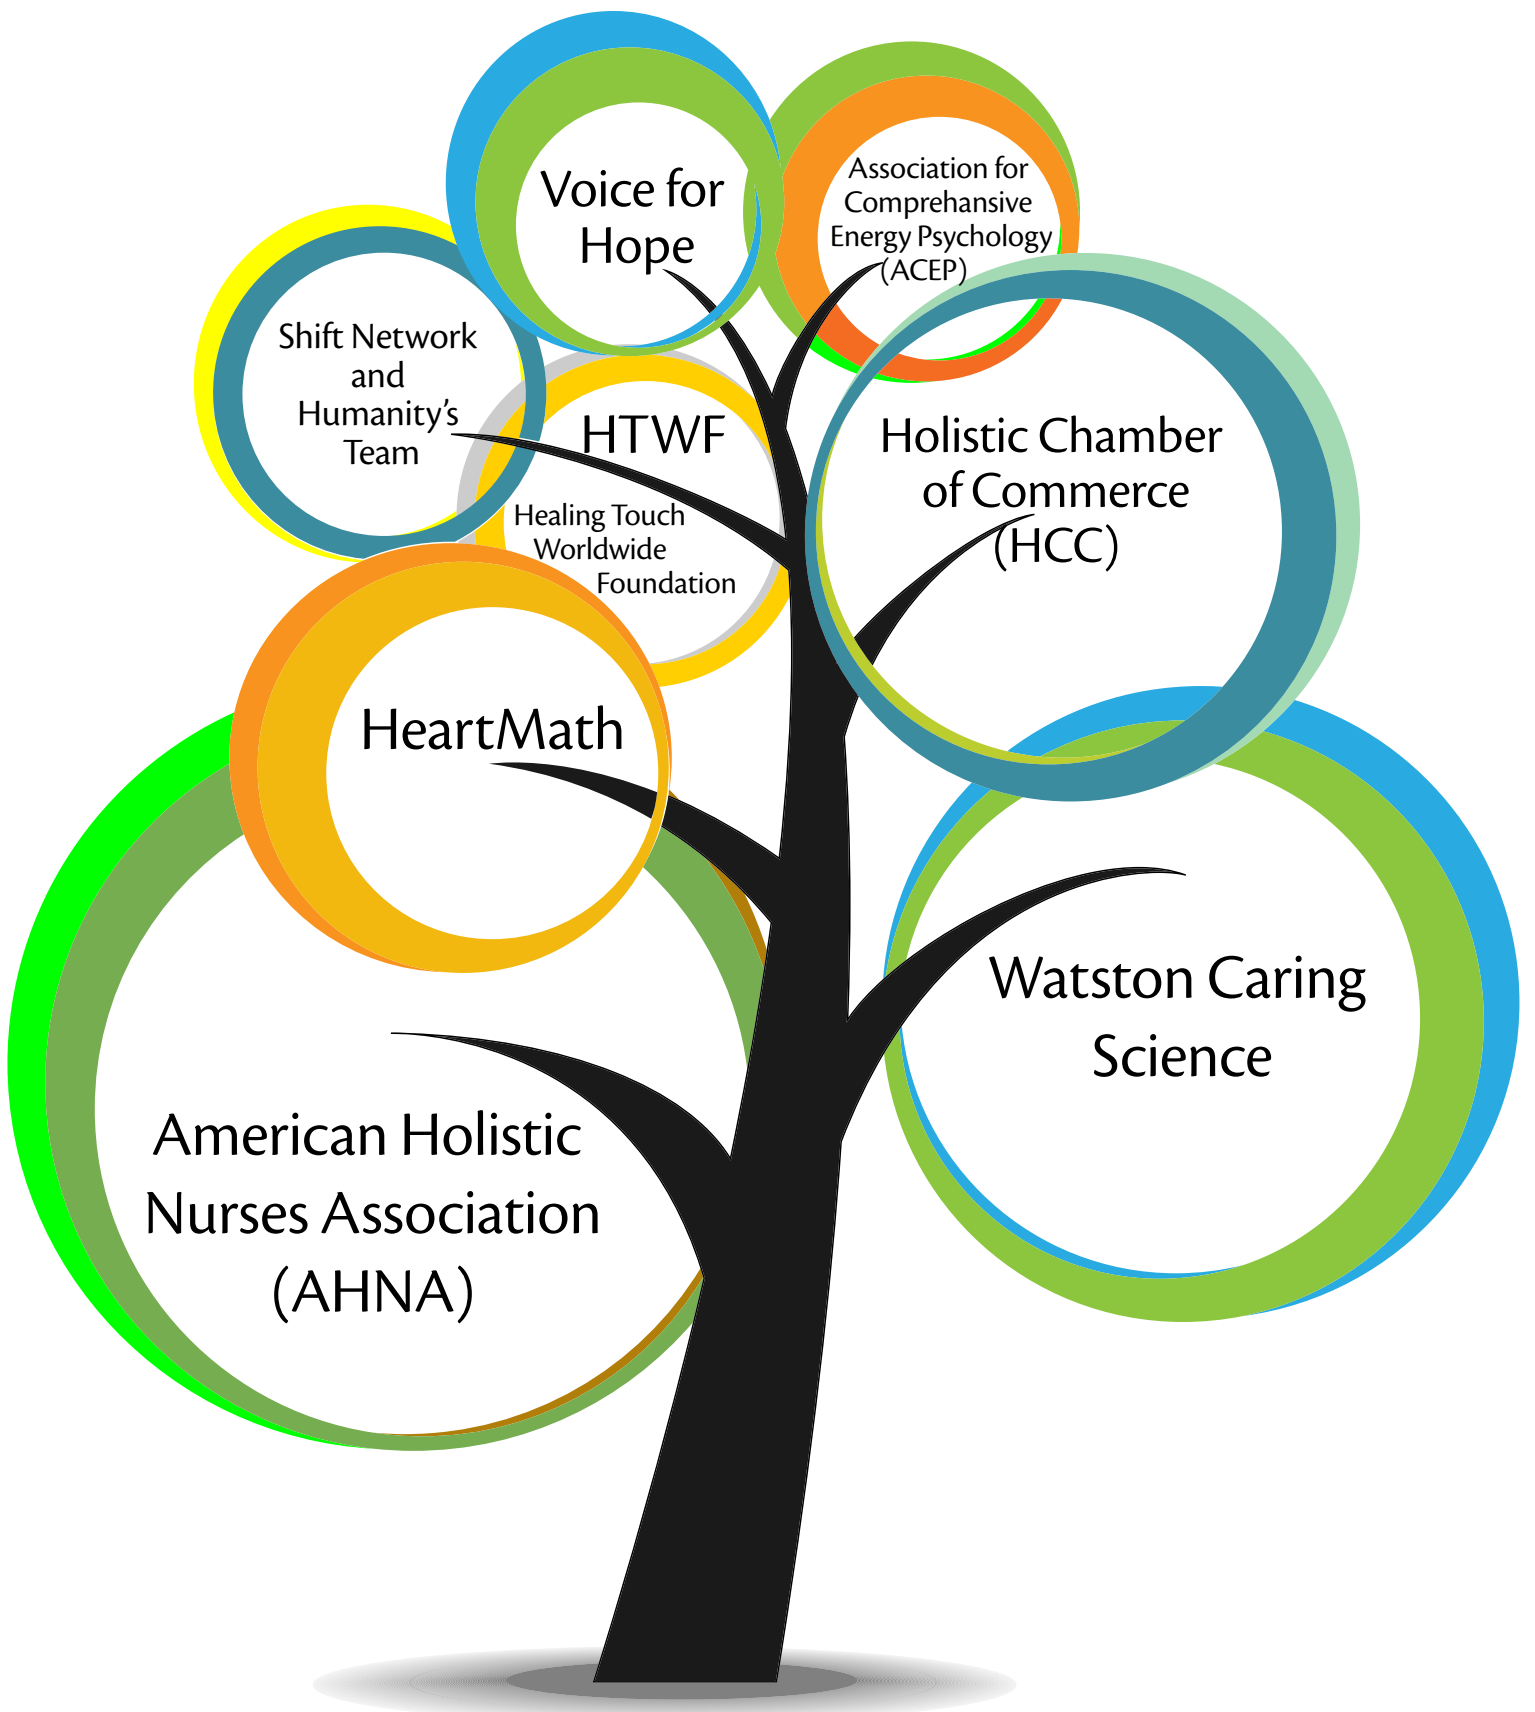 Voice for
Hope
Association for
Comprehansive
Energy Psychology
(ACEP)
Shift Network
and
Humanity's
Team
HTWF
Healing Touch
Worldwide
Foundation
Holistic Chamber
of Commerce
(HCC)
HeartMath
Watston Caring
Science
American Holistic
Nurses Association
(AHNA)